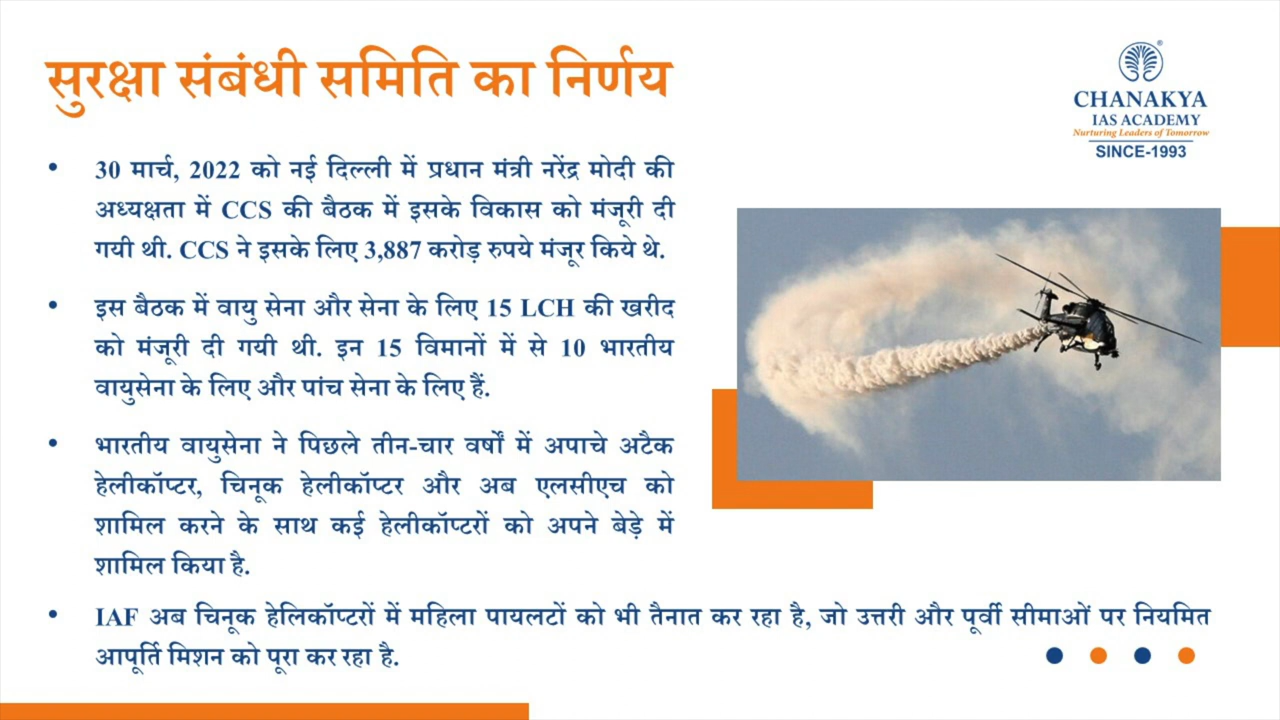 सुरक्षा संबंधी समिति का निर्णय
CHANAKYA
IAS ACADEMY
Nurturing Leaders of Tomorrow
SINCE-1993
• 30 मार्च, 2022 को नई दिल्ली में प्रधान मंत्री नरेंद्र मोदी की
अध्यक्षता में CCS की बैठक में इसके विकास को मंजूरी दी
गयी थी. CCS ने इसके लिए 3,887 करोड़ रुपये मंजूर किये थे.
• इस बैठक में वायु सेना और सेना के लिए 15 LCH की खरीद
को मंजूरी दी गयी थी. इन 15 विमानों में से 10 भारतीय
वायुसेना के लिए और पांच सेना के लिए हैं.
• भारतीय वायुसेना ने पिछले तीन-चार वर्षों में अपाचे अटैक
हेलीकॉप्टर, चिनूक हेलीकॉप्टर और अब एलसीएच को
शामिल करने के साथ कई हेलीकॉप्टरों को अपने बेड़े में
शामिल किया है.
• IAF अब चिनूक हेलिकॉप्टरों में महिला पायलटों को भी तैनात कर रहा है, जो उत्तरी और पूर्वी सीमाओं पर नियमित
आपूर्ति मिशन को पूरा कर रहा है.